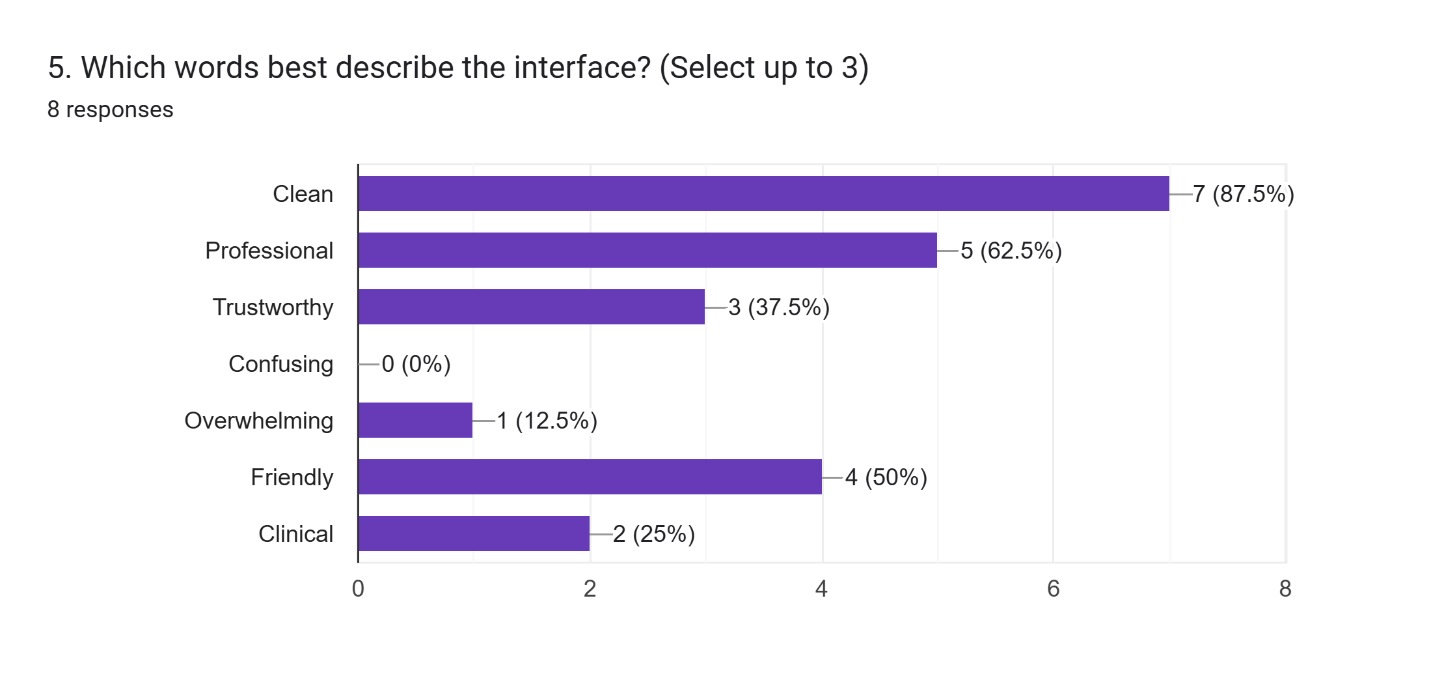 5. Which words best describe the interface? (Select up to 3)
8 responses
Clean 7 (87.5%)
Professional 5 (62.5%)
Trustworthy 3 (37.5%)
Confusing 0 (0%)
Overwhelming 1 (12.5%)
Friendly 4 (50%)
Clinical 2 (25%)
0 2 4 6 8